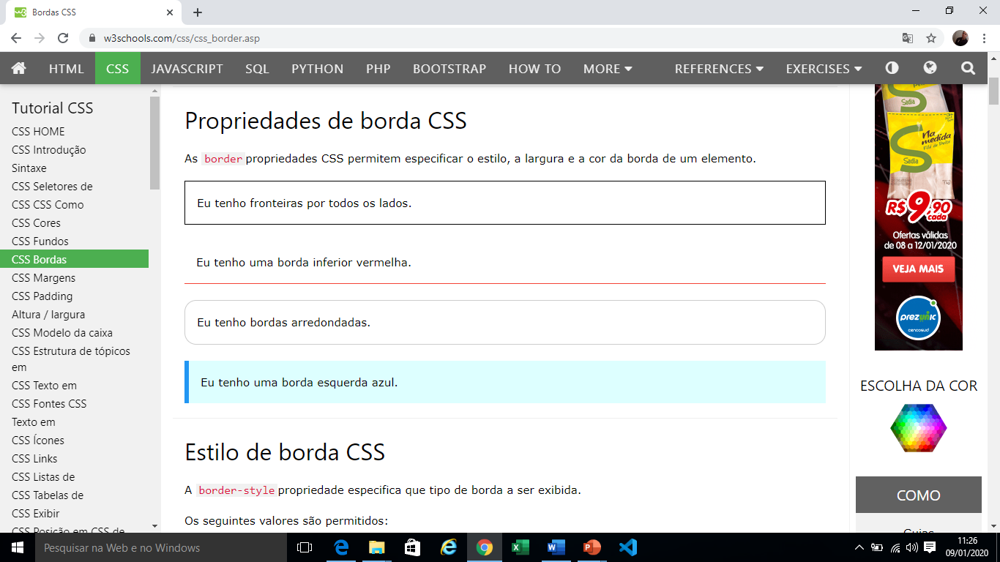 Bordas CSS
w3schools.com/css/css_border.asp
HTML CSS JAVASCRIPT SQL PYTHON PHP BOOTSTRAP HOW TO MORE REFERENCES EXERCISES
Tutorial CSS
CSS HOME
CSS Introdução
Sintaxe
CSS Seletores de
CSS CSS Como
CSS Cores
CSS Fundos
CSS Bordas
CSS Margens
CSS Padding
Altura / largura
CSS Modelo da caixa
CSS Estrutura de tópicos
em
CSS Texto em
CSS Fontes CSS
Texto em
CSS Ícones
CSS Links
CSS Listas de
CSS Tabelas de
CSS Exibir
CSS Posição em CSS de
Propriedades de borda CSS
As border propriedades CSS permitem especificar o estilo, a largura e a cor da borda de um elemento.
Eu tenho fronteiras por todos os lados.
Eu tenho uma borda inferior vermelha.
Eu tenho bordas arredondadas.
Eu tenho uma borda esquerda azul.
Estilo de borda CSS
A border-style propriedade especifica que tipo de borda a ser exibida.
Os seguintes valores são permitidos:
Sadia
Na
medida
Filé de Peito
Sadia
R$ 9,90
cada
Ofertas válidas
de 08 a 12/01/2020
VEJA MAIS
prezunic
cencosud
ESCOLHA DA COR
COMO
Guias
Pesquisar na Web e no Windows
11:26
09/01/2020